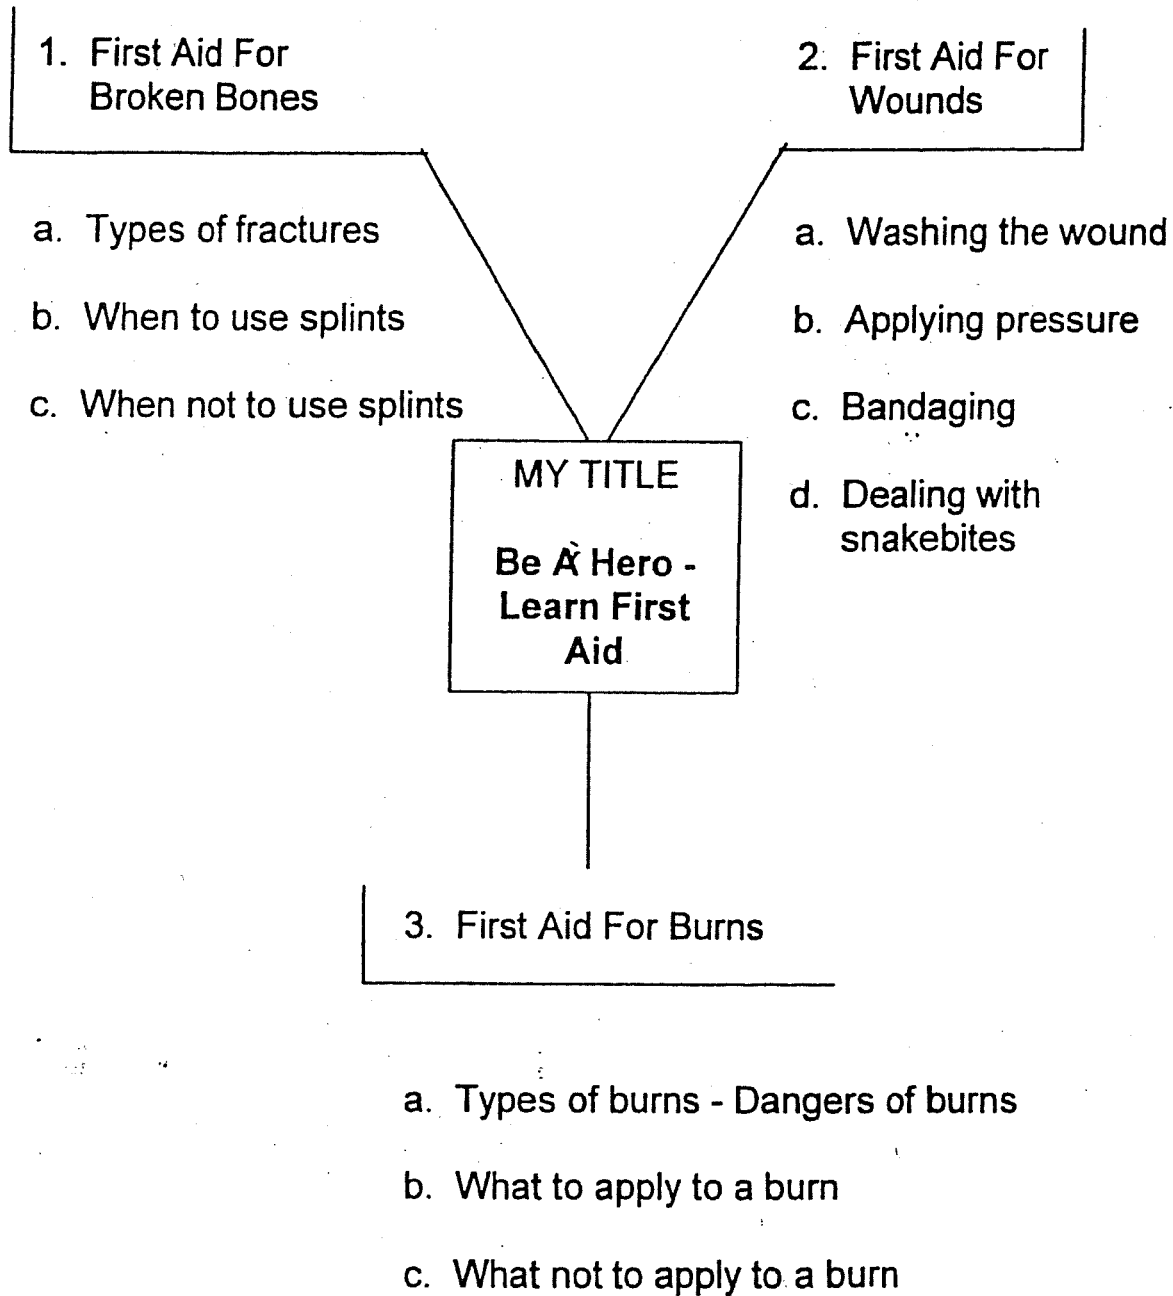 1. First Aid For
Broken Bones
a. Types of fractures
b. When to use splints
c. When not to use splints
2. First Aid For
Wounds
a. Washing the wound
b. Applying pressure
c. Bandaging
d. Dealing with
snakebites
MY TITLE
Be A Hero -
Learn First
Aid
3. First Aid For Burns
a. Types of burns - Dangers of burns
b. What to apply to a burn
c. What not to apply to a burn